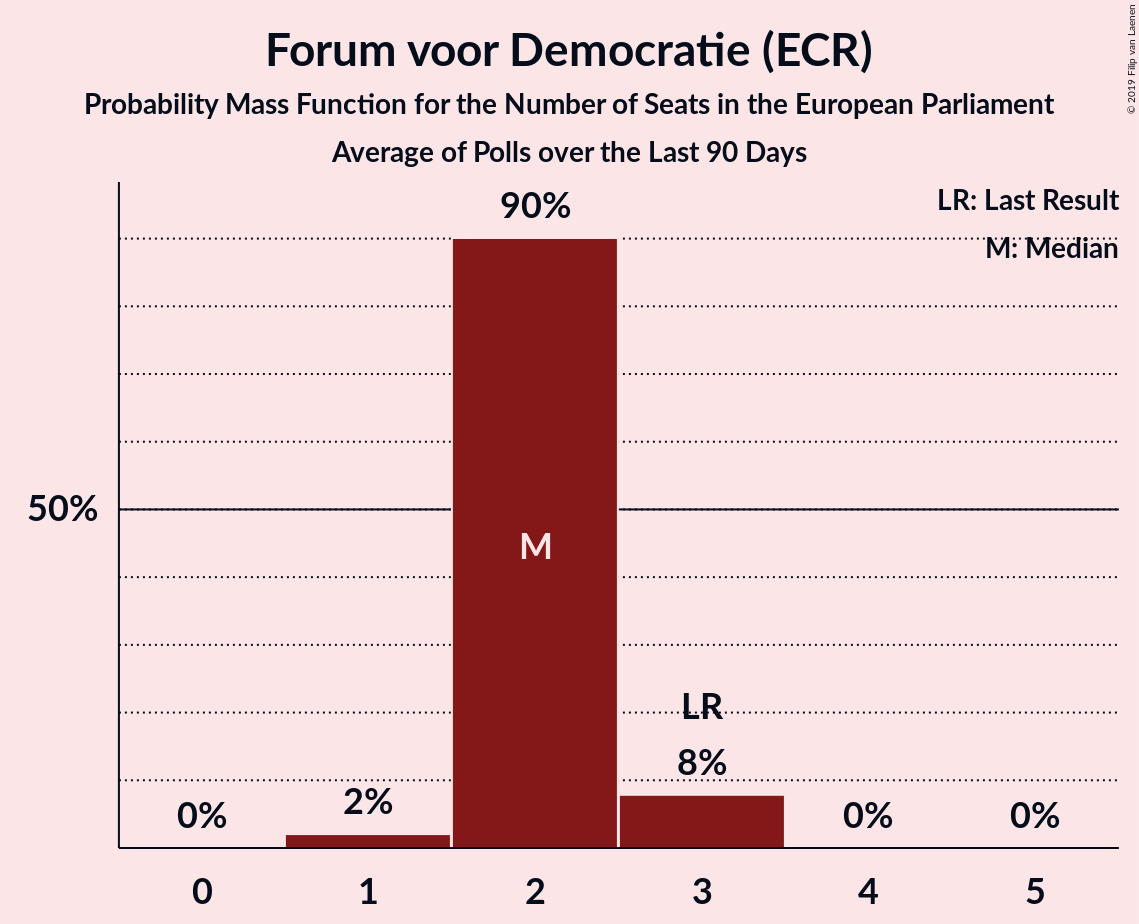 Forum voor Democratie (ECR)
Probability Mass Function for the Number of Seats in the European Parliament
Average of Polls over the Last 90 Days
© 2019 Filip van Laenen
LR: Last Result
M: Median
90%
50%
M
LR
8%
2%
0%
0%
0%
0 1 2 3 4 5